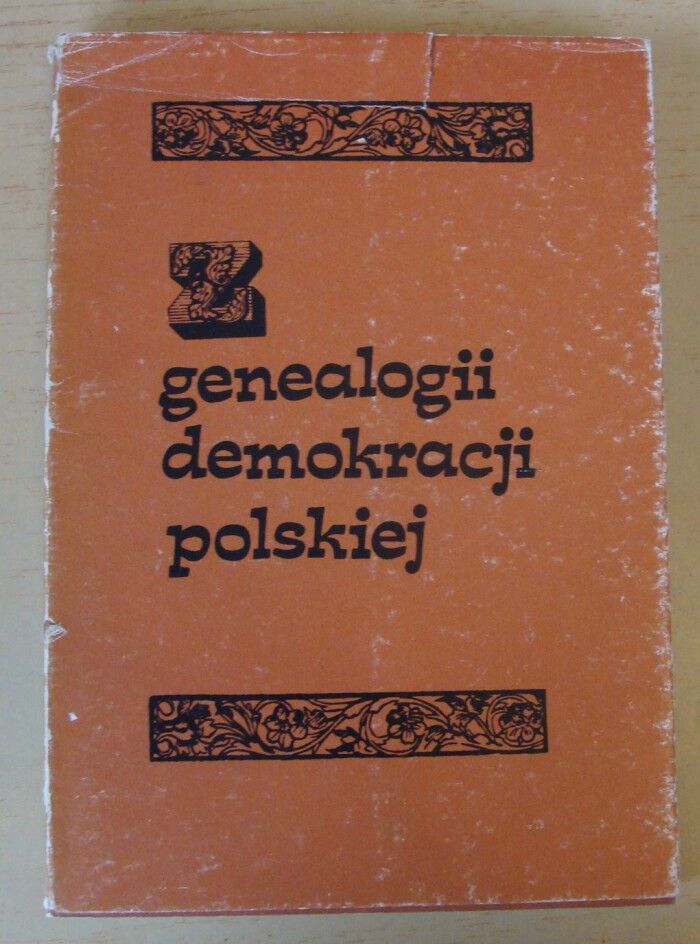 z
genealogii
demokracji
polskiej